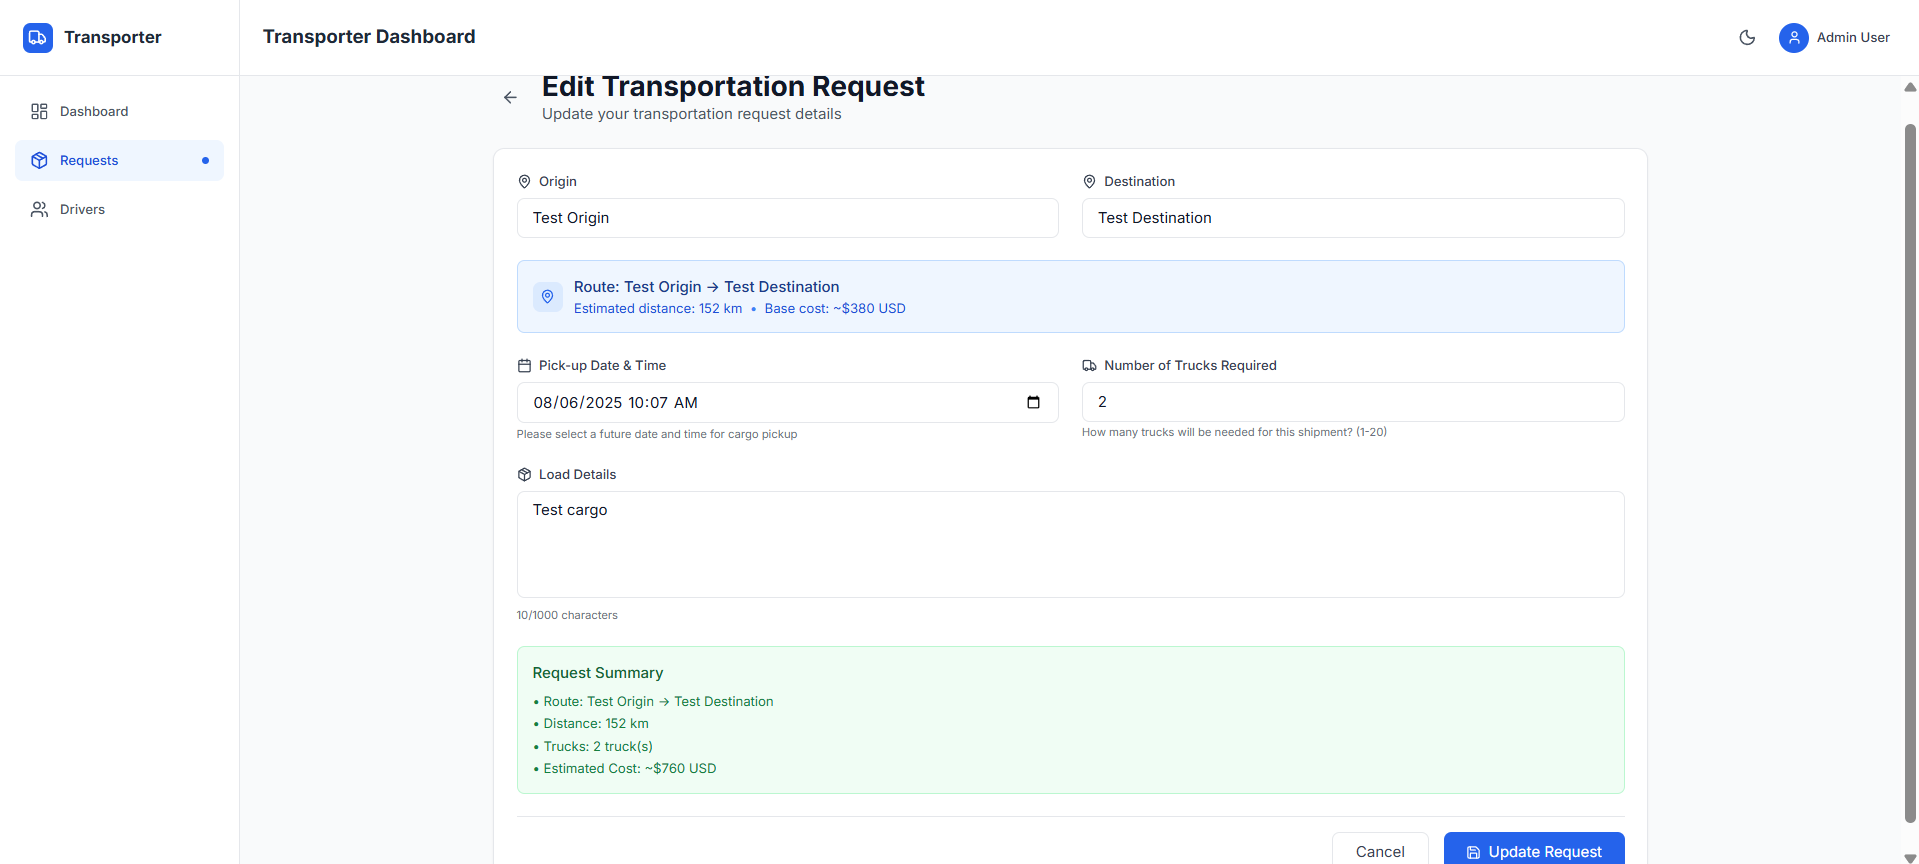 Transporter
Transporter Dashboard
Admin User
Dashboard
Requests
Drivers
Edit Transportation Request
Update your transportation request details
Origin
Destination
Test Origin
Test Destination
Route: Test Origin → Test Destination
Estimated distance: 152 km • Base cost: ~$380 USD
Pick-up Date & Time
Number of Trucks Required
08/06/2025 10:07 AM
2
Please select a future date and time for cargo pickup
How many trucks will be needed for this shipment? (1-20)
Load Details
Test cargo
10/1000 characters
Request Summary
• Route: Test Origin → Test Destination
• Distance: 152 km
• Trucks: 2 truck(s)
• Estimated Cost: ~$760 USD
Cancel
Update Request